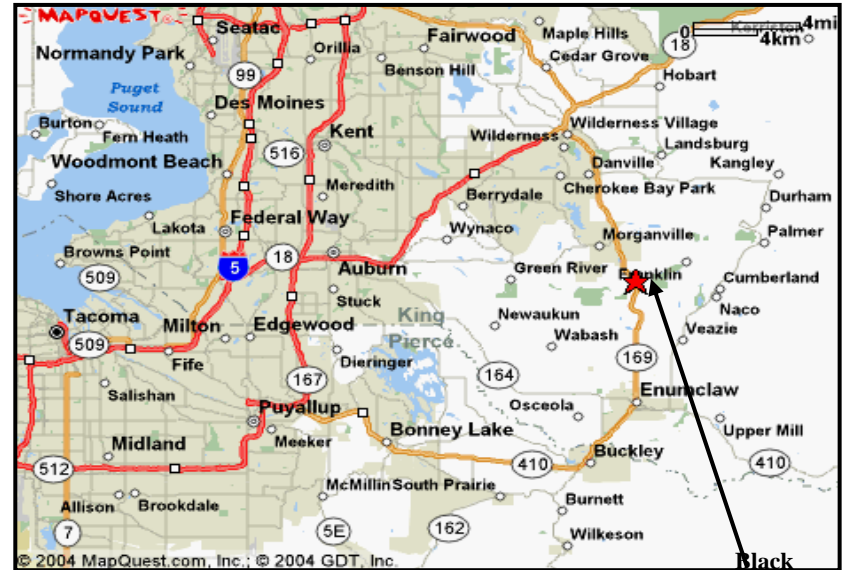 MAPQUEST
Seatac
Fairwood
Maple Hills
Kerriston
4mi
0
4km
Normandy Park
Orillia
18
Cedar Grove
99
Benson Hill
Hobart
Puget
Sound
Des Moines
Burton
Fern Heath
Kent
Wilderness
Wilderness Village
516
Landsburg
Woodmont Beach
Danville
Kangley
Shore Acres
Meredith
Berrydale
Cherokee Bay Park
Durham
Lakota
Federal Way
Wynaco
Morganville
Palmer
Browns Point
18
5
Auburn
Green River
Franklin
Cumberland
509
Stuck
Naco
Tacoma
Milton
Edgewood
King
Newaukun
Veazie
509
Pierce
Wabash
Fife
Dieringer
169
167
164
Salishan
Enumclaw
Puyallup
Osceola
Meeker
Bonney Lake
Upper Mill
Midland
Buckley
512
410
410
McMillin
South Prairie
Allison
Brookdale
Burnett
7
5E
162
Wilkeson
© 2004 MapQuest.com, Inc.; © 2004 GDT, Inc.
Black